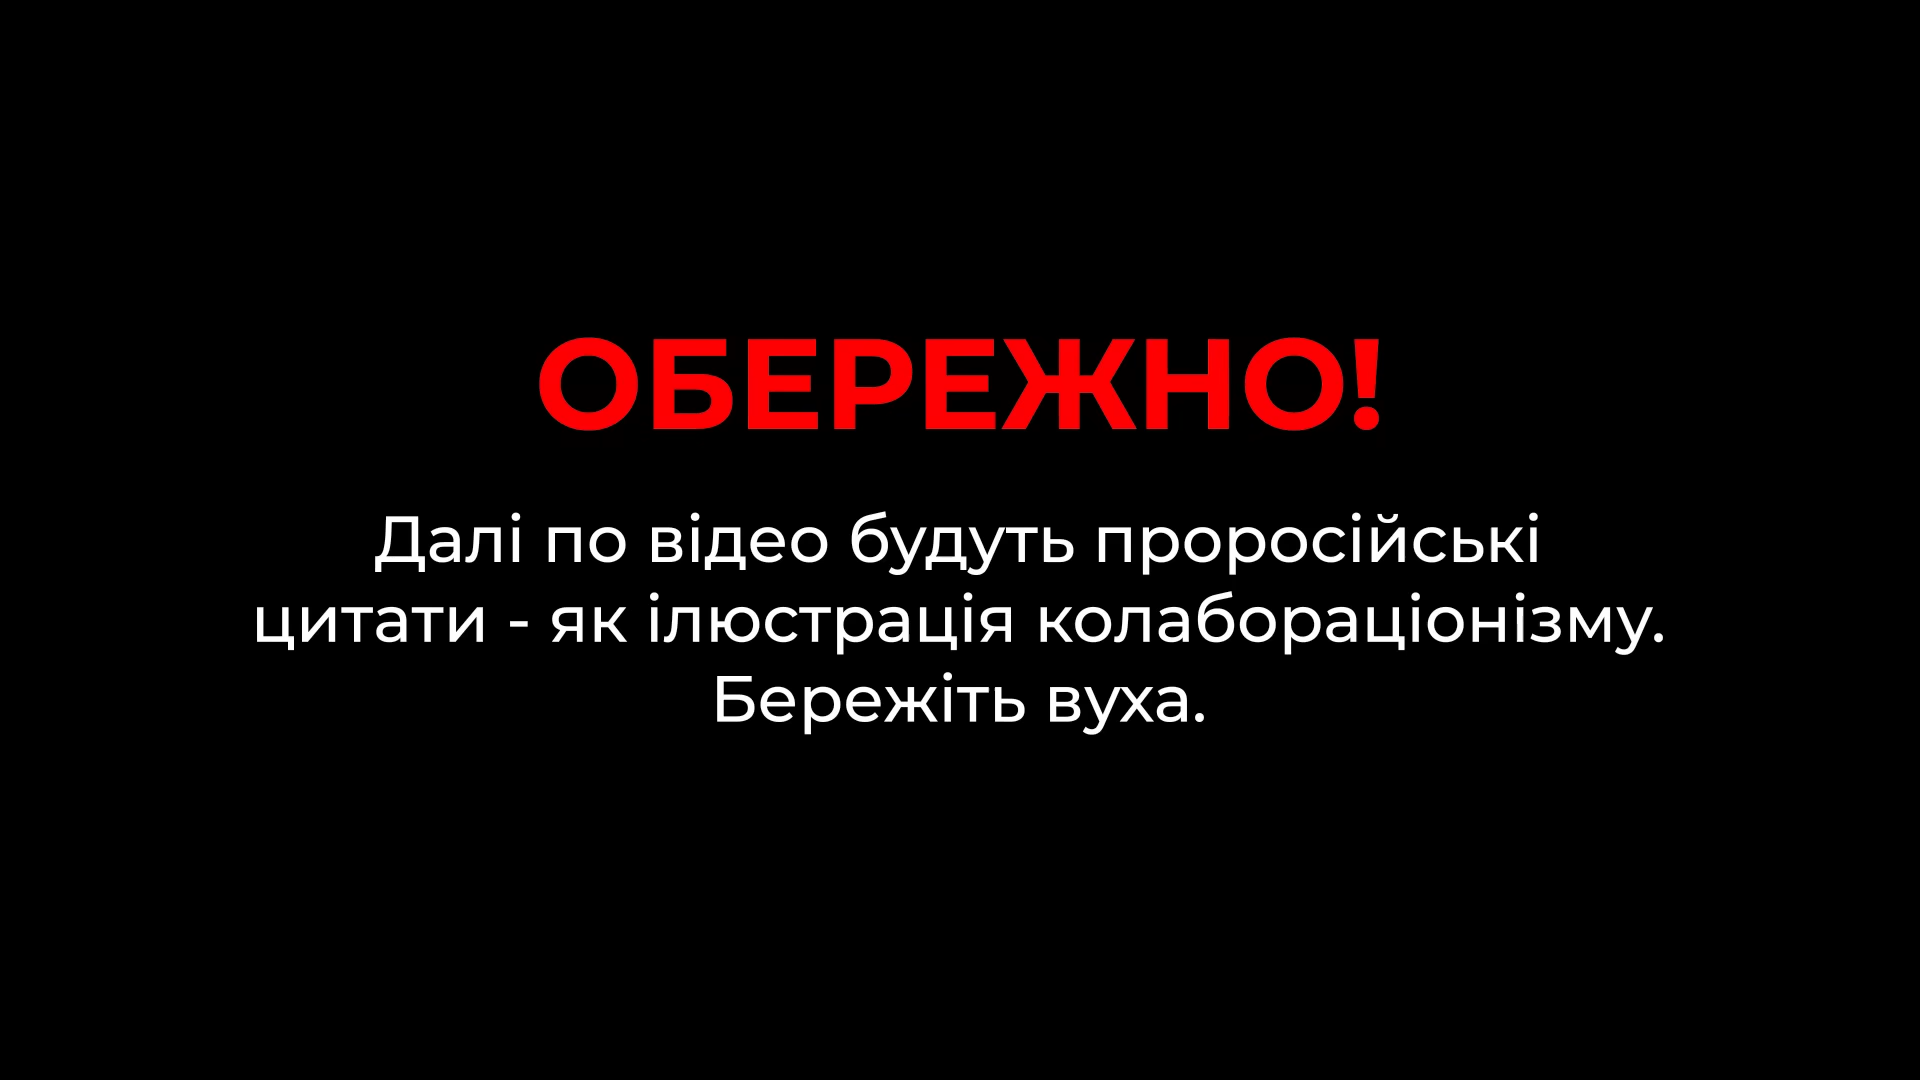 ОБЕРЕЖНО!
Далі по відео будуть проросійські
цитати - як ілюстрація колабораціонізму.
Бережіть вуха.